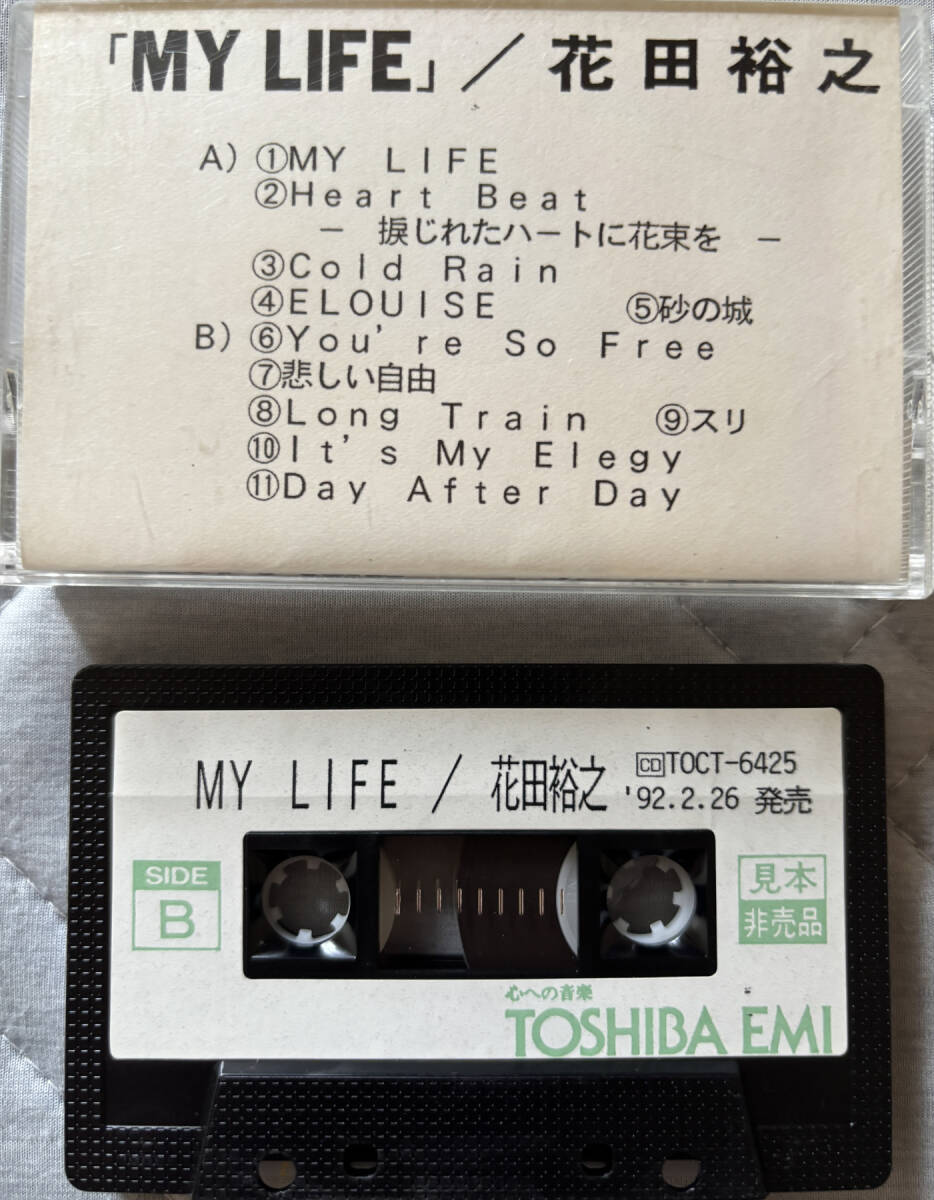 「MY LIFE」／花田裕之
A）①MY LIFE
②Heart Beat
－ 捩じれたハートに花束を －
③Cold Rain
④ELOUISE ⑤砂の城
B）⑥You're So Free
⑦悲しい自由
⑧Long Train ⑨スリ
⑩It's My Elegy
⑪Day After Day
MY LIFE / 花田裕之 CD TOCT-6425
'92.2.26 発売
SIDE
B
見本
非売品
心への音楽
TOSHIBA EMI